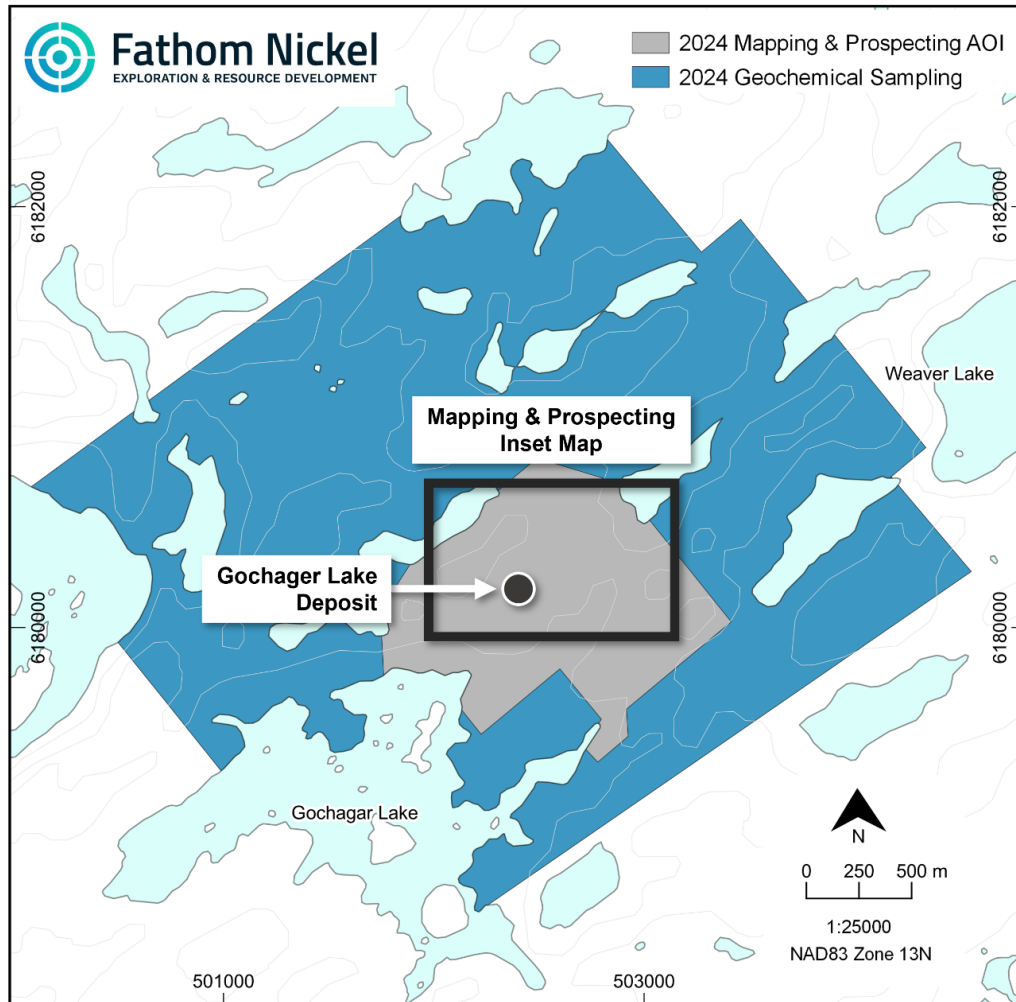 Fathom Nickel
EXPLORATION & RESOURCE DEVELOPMENT
2024 Mapping & Prospecting AOI
2024 Geochemical Sampling
6182000
6182000
Weaver Lake
Mapping & Prospecting
Inset Map
Gochager Lake
Deposit
6180000
6180000
Gochagar Lake
N
0 250 500 m
1:25000
NAD83 Zone 13N
501000
503000